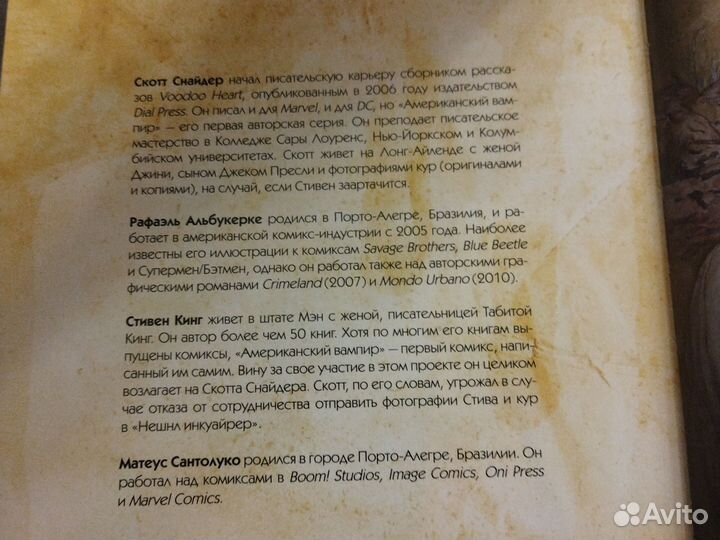 Скотт Снайдер начал писательскую карьеру сборником расска-
зов Voodoo Heart, опубликованным в 2006 году издательством
Dial Press. Он писал и для Marvel, и для DC, но «Американский вам-
пир» — его первая авторская серия. Он преподает писательское
мастерство в Колледже Сары Лоуренс, Нью-Йоркском и Колум-
бийском университетах. Скотт живет на Лонг-Айленде с женой
Джини, сыном Джеком Пресли и фотографиями кур (оригиналами
и копиями), на случай, если Стивен заартачится.
Рафаэль Альбукерке родился в Порто-Алегре, Бразилия, и ра-
ботает в американской комикс-индустрии с 2005 года. Наиболее
известны его иллюстрации к комиксам Savage Brothers, Blue Beetle
и Супермен/Бэтмен, однако он работал также над авторскими гра-
фическими романами Crimeland (2007) и Mondo Urbano (2010).
Стивен Кинг живет в штате Мэн с женой, писательницей Табитой
Кинг. Он автор более чем 50 книг. Хотя по многим его книгам вы-
пущены комиксы, «Американский вампир» — первый комикс, напи-
санный им самим. Вину за свое участие в этом проекте он целиком
возлагает на Скотта Снайдера. Скотт, по его словам, угрожал в слу-
чае отказа от сотрудничества отправить фотографии Стива и кур
в «Нешнл инкуайрер».
Матеус Сантолуко родился в городе Порто-Алегре, Бразилии. Он
работал над комиксами в Boom! Studios, Image Comics, Oni Press
и Marvel Comics.
Avito